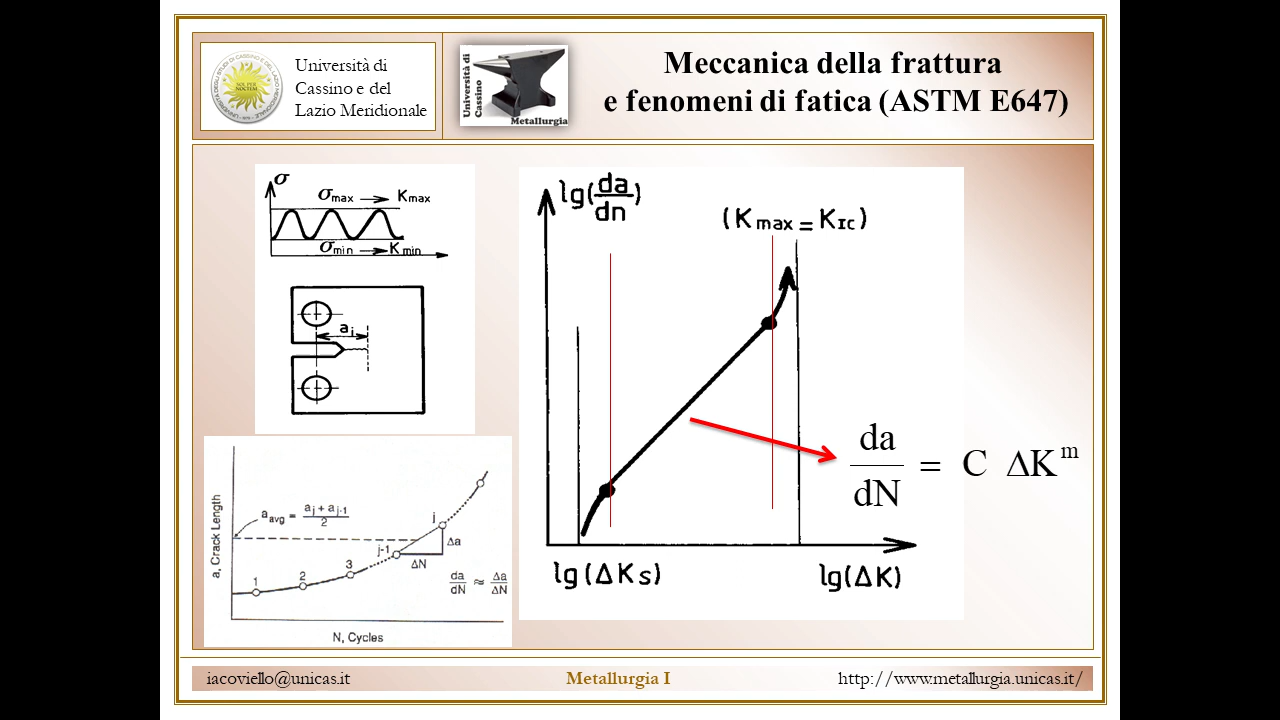 Università di
Cassino e del
Lazio Meridionale
Università di
Cassino
Metallurgia
Meccanica della frattura
e fenomeni di fatica (ASTM E647)
σ
σmax → Kmax
σmin → Kmin
ai
lg(da/dn)
(Kmax = KIc)
lg(ΔKs)
lg(ΔK)
da/dN = C ΔK^m
a, Crack Length
aavg = (aj + aj-1)/2
1
2
3
j-1
j
Δa
ΔN
da/dN ≈ Δa/ΔN
N, Cycles
iacoviello@unicas.it
Metallurgia I
http://www.metallurgia.unicas.it/